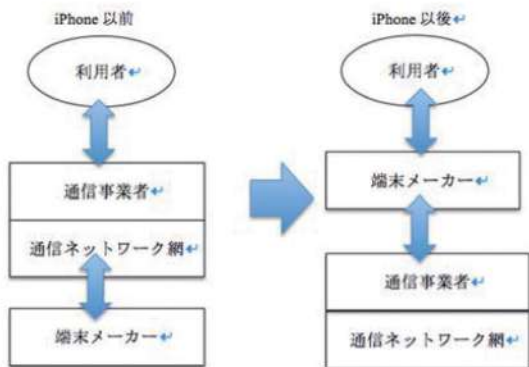 iPhone 以前
利用者
通信事業者
通信ネットワーク網
端末メーカー
iPhone 以後
利用者
端末メーカー
通信事業者
通信ネットワーク網